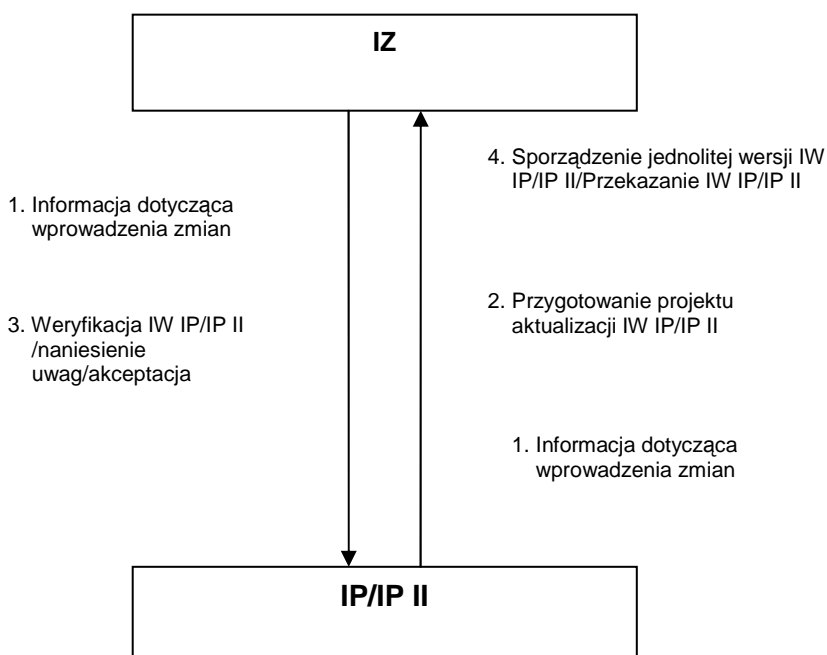 IZ
4. Sporządzenie jednolitej wersji IW
IP/IP II/Przekazanie IW IP/IP II
1. Informacja dotycząca
wprowadzenia zmian
2. Przygotowanie projektu
aktualizacji IW IP/IP II
3. Weryfikacja IW IP/IP II
/naniesienie
uwag/akceptacja
1. Informacja dotycząca
wprowadzenia zmian
IP/IP II